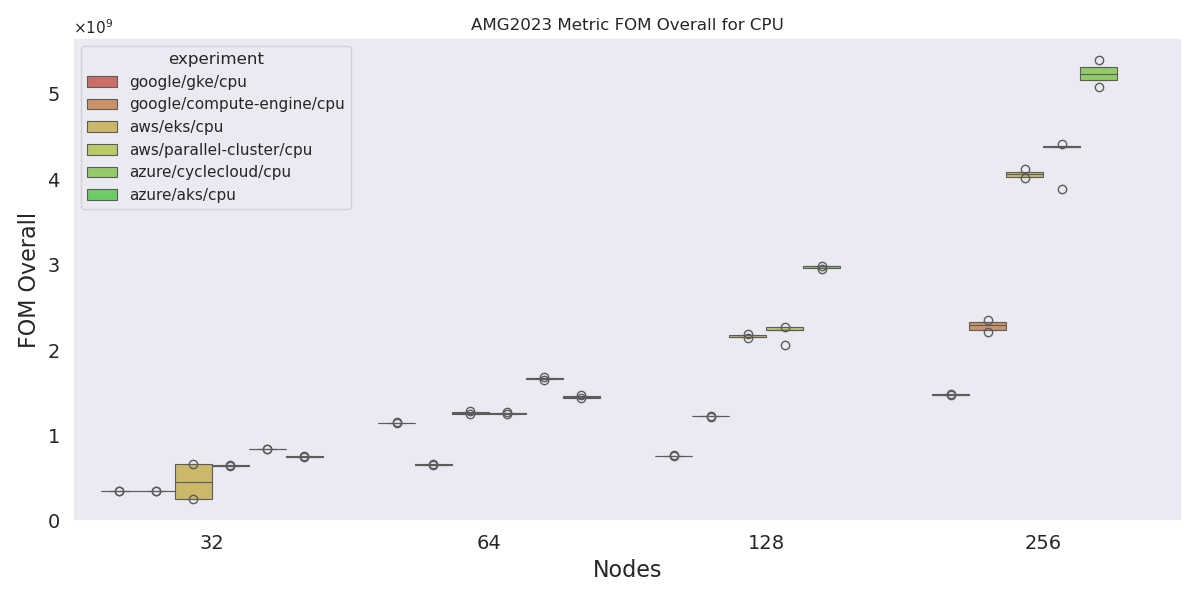 AMG2023 Metric FOM Overall for CPU
×10⁹
experiment
google/gke/cpu
google/compute-engine/cpu
aws/eks/cpu
aws/parallel-cluster/cpu
azure/cyclecloud/cpu
azure/aks/cpu
FOM Overall
5
4
3
2
1
0
32 64 128 256
Nodes